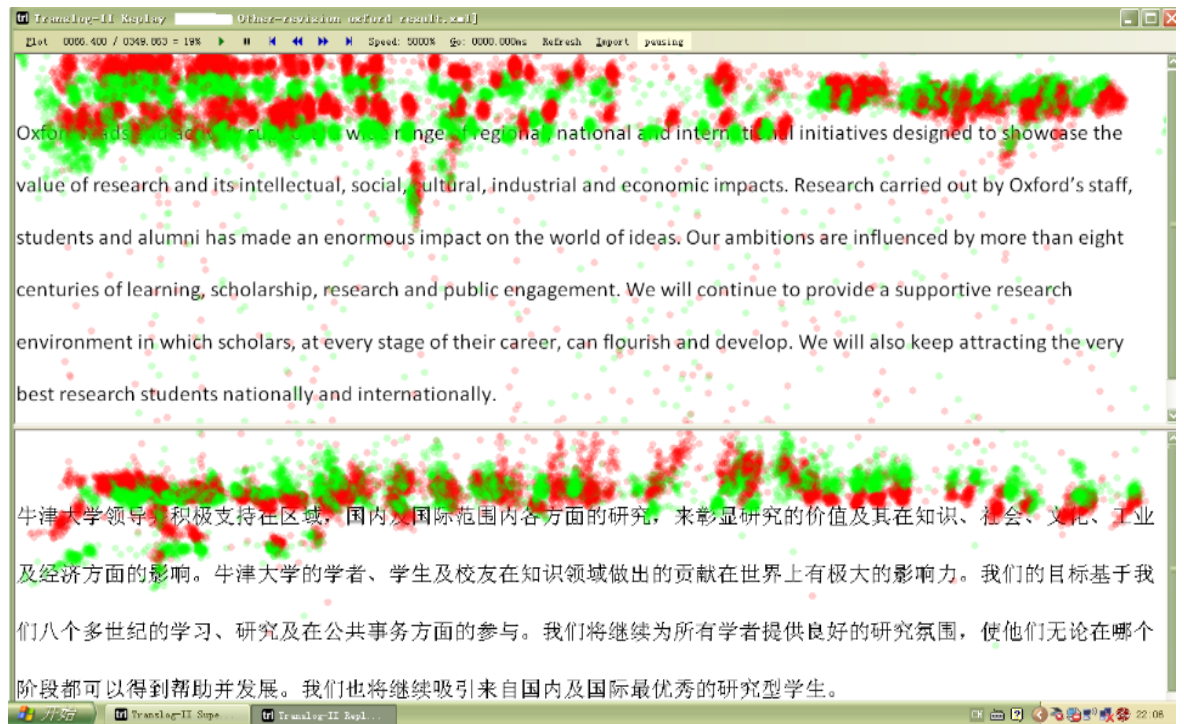 Translog-II Replay Other-revision oxford result.xml]
Plot 0066.400 / 0349.863 = 19% Speed: 5000% Go: 0000.000ms Refresh Import pausing
Oxford leads and actively supports a wide range of regional, national and international initiatives designed to showcase the
value of research and its intellectual, social, cultural, industrial and economic impacts. Research carried out by Oxford's staff,
students and alumni has made an enormous impact on the world of ideas. Our ambitions are influenced by more than eight
centuries of learning, scholarship, research and public engagement. We will continue to provide a supportive research
environment in which scholars, at every stage of their career, can flourish and develop. We will also keep attracting the very
best research students nationally and internationally.
牛津大学领导并积极支持在区域，国内及国际范围内各方面的研究，来彰显研究的价值及其在知识、社会、文化、工业
及经济方面的影响。牛津大学的学者、学生及校友在知识领域做出的贡献在世界上有极大的影响力。我们的目标基于我
们八个多世纪的学习、研究及在公共事务方面的参与。我们将继续为所有学者提供良好的研究氛围，使他们无论在哪个
阶段都可以得到帮助并发展。我们也将继续吸引来自国内及国际最优秀的研究型学生。
开始 Translog-II Supe... Translog-II Repl... CH 22:06